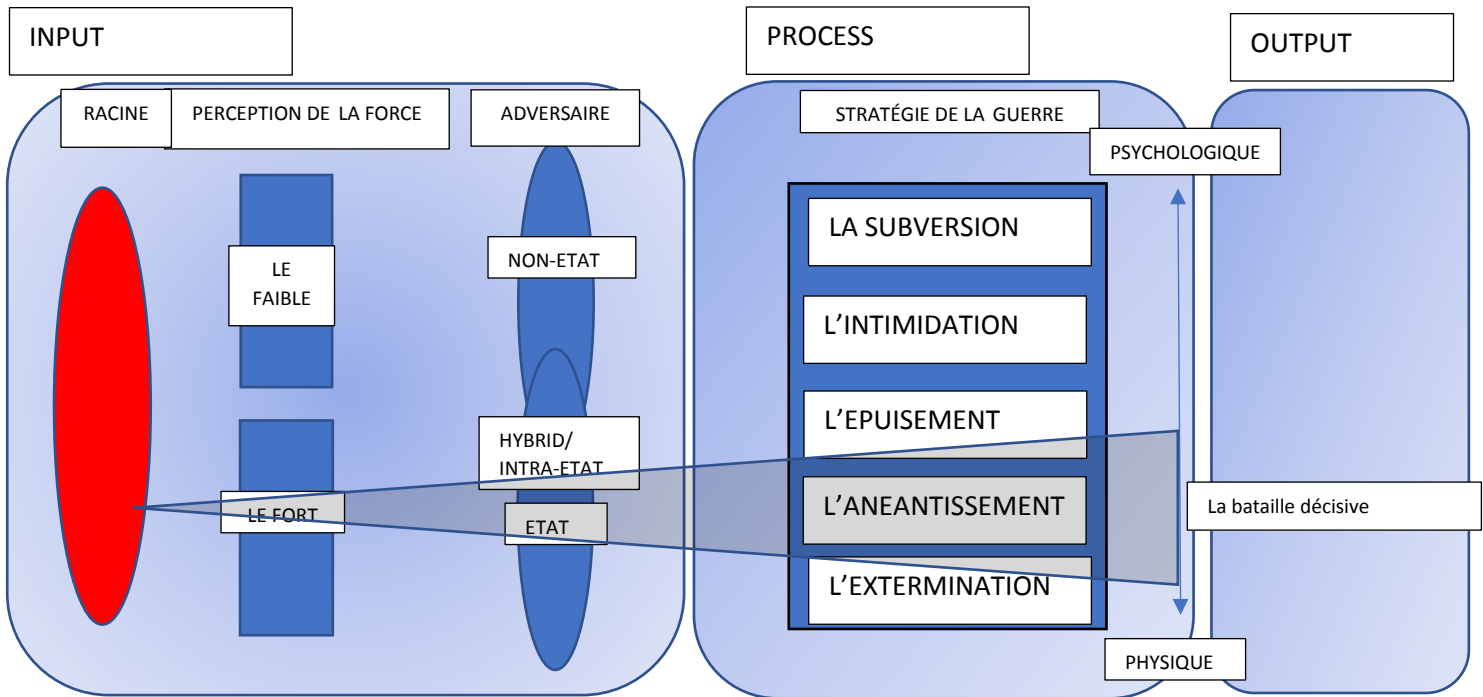 INPUT
PROCESS
OUTPUT
RACINE
PERCEPTION DE LA FORCE
ADVERSAIRE
STRATÉGIE DE LA GUERRE
PSYCHOLOGIQUE
LE
FAIBLE
NON-ETAT
LA SUBVERSION
L’INTIMIDATION
HYBRID/
INTRA-ETAT
L’EPUISEMENT
LE FORT
ETAT
L’ANEANTISSEMENT
La bataille décisive
L’EXTERMINATION
PHYSIQUE